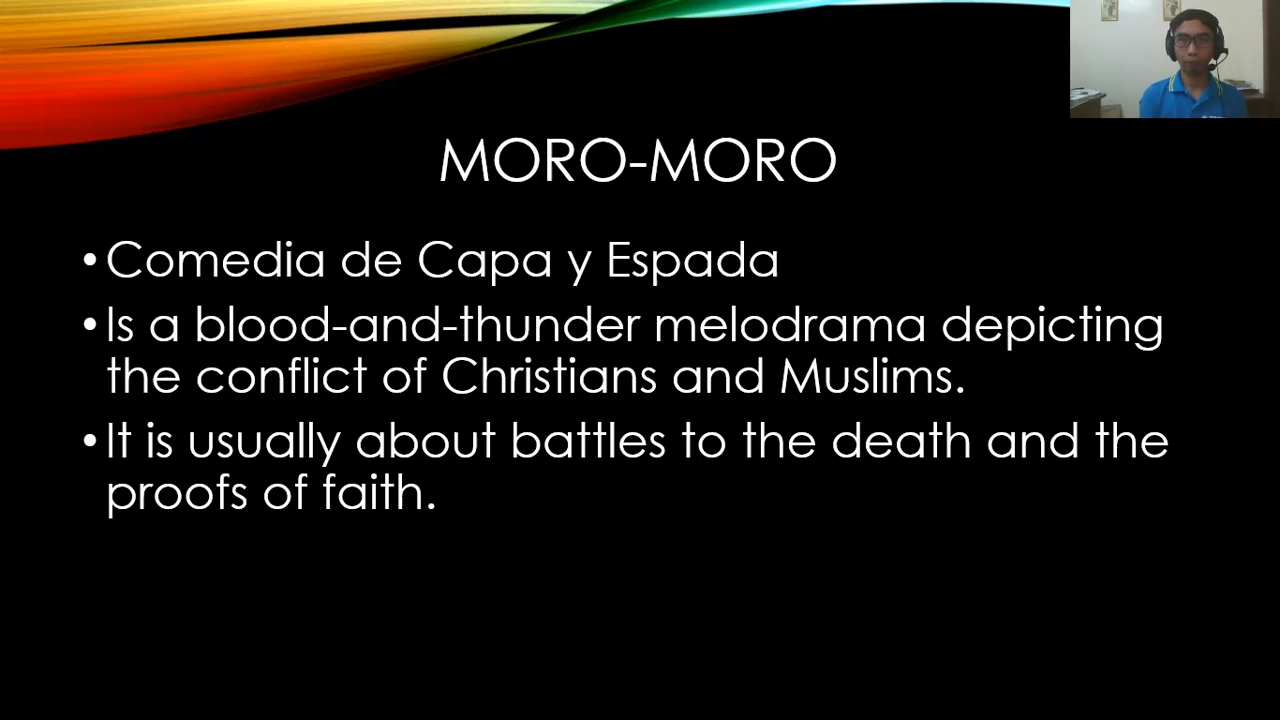 MORO-MORO
•Comedia de Capa y Espada
•Is a blood-and-thunder melodrama depicting
the conflict of Christians and Muslims.
•It is usually about battles to the death and the
proofs of faith.